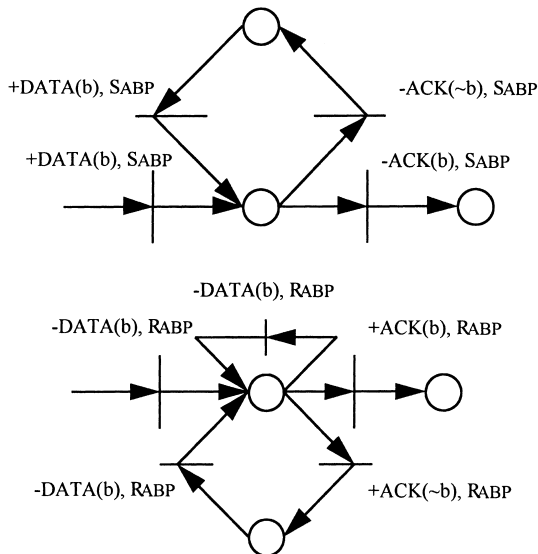 +DATA(b), SABP
-ACK(~b), SABP
+DATA(b), SABP
-ACK(b), SABP
-DATA(b), RABP
-DATA(b), RABP
+ACK(b), RABP
-DATA(b), RABP
+ACK(~b), RABP